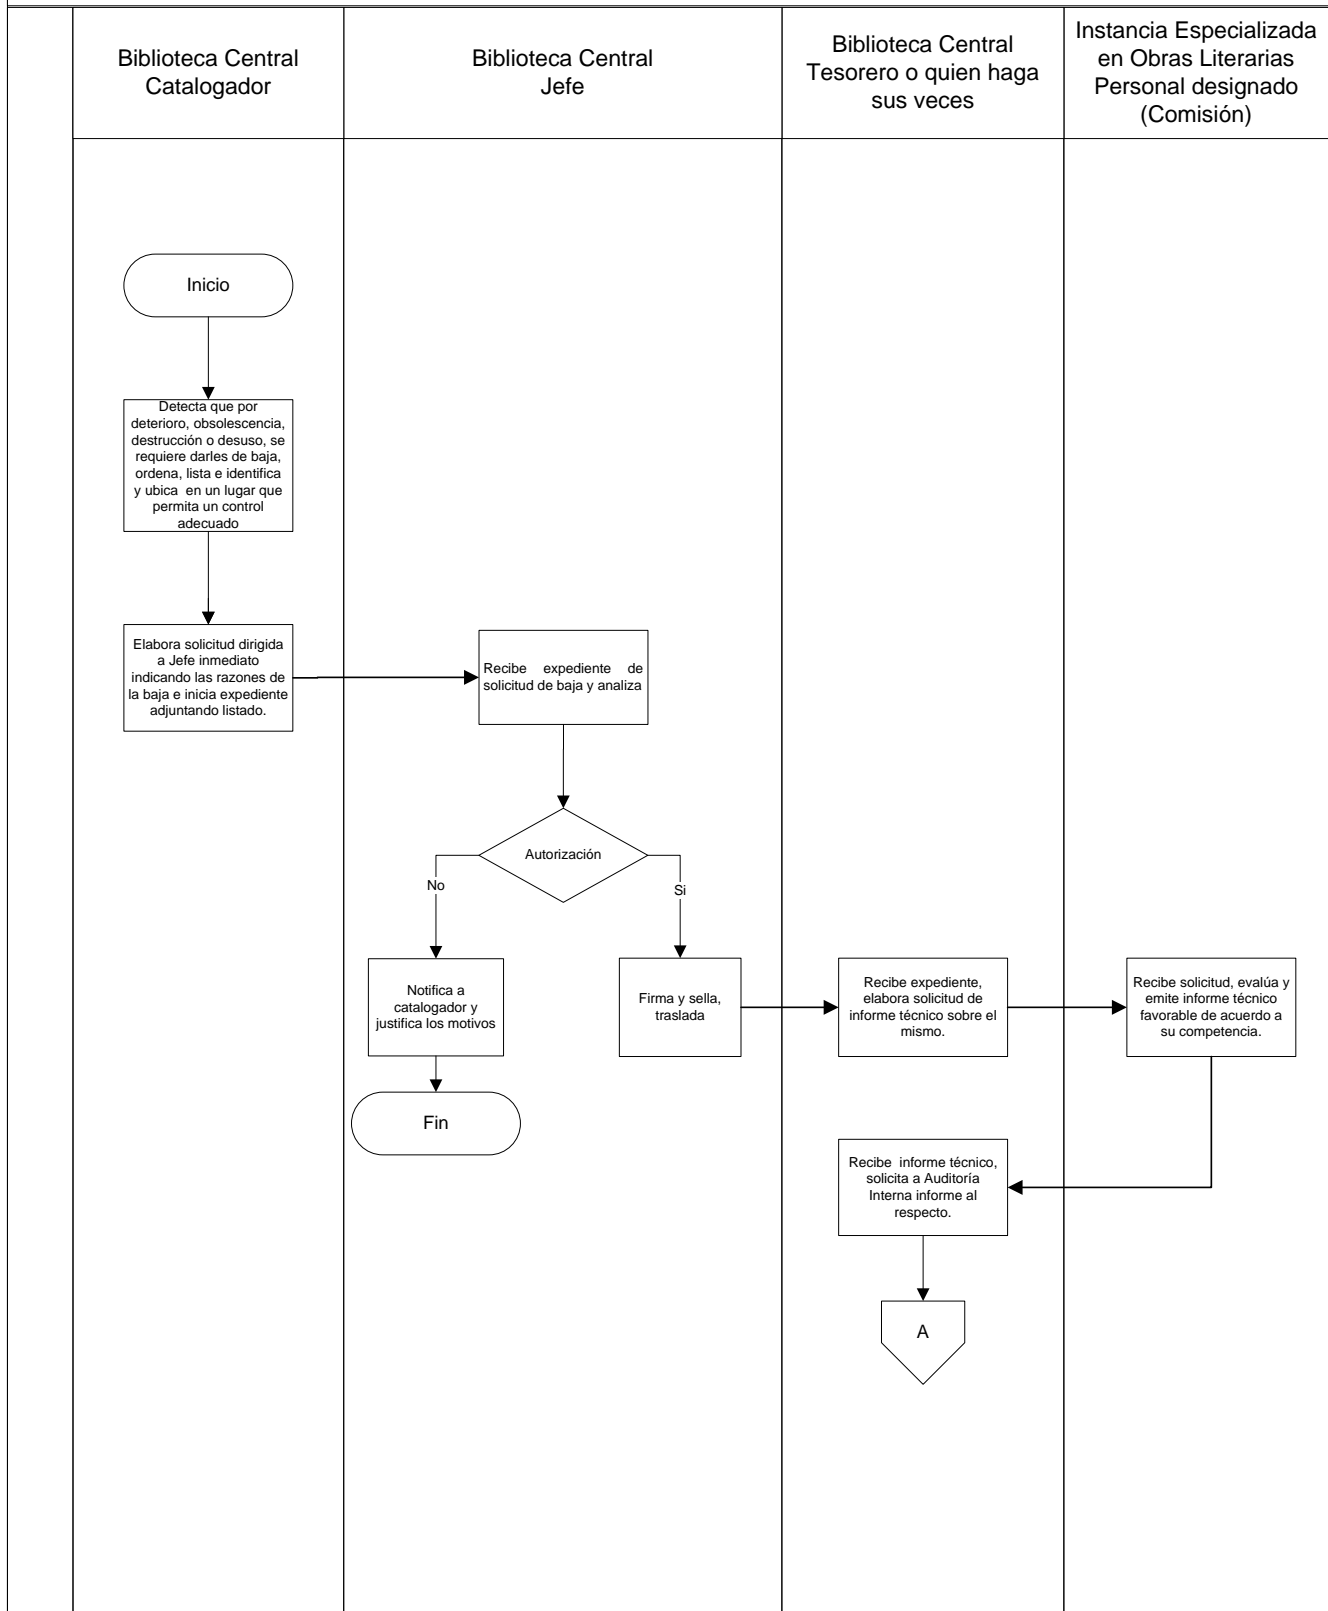 Biblioteca Central
Catalogador
Biblioteca Central
Jefe
Biblioteca Central
Tesorero o quien haga
sus veces
Instancia Especializada
en Obras Literarias
Personal designado
(Comisión)
Inicio
Detecta que por
deterioro, obsolescencia,
destrucción o desuso, se
requiere darles de baja,
ordena, lista e identifica
y ubica en un lugar que
permita un control
adecuado
Elabora solicitud dirigida
a Jefe inmediato
indicando las razones de
la baja e inicia expediente
adjuntando listado.
Recibe expediente de
solicitud de baja y analiza
Autorización
No
Si
Notifica a
catalogador y
justifica los motivos
Firma y sella,
traslada
Recibe expediente,
elabora solicitud de
informe técnico sobre el
mismo.
Recibe solicitud, evalúa y
emite informe técnico
favorable de acuerdo a
su competencia.
Fin
Recibe informe técnico,
solicita a Auditoría
Interna informe al
respecto.
A